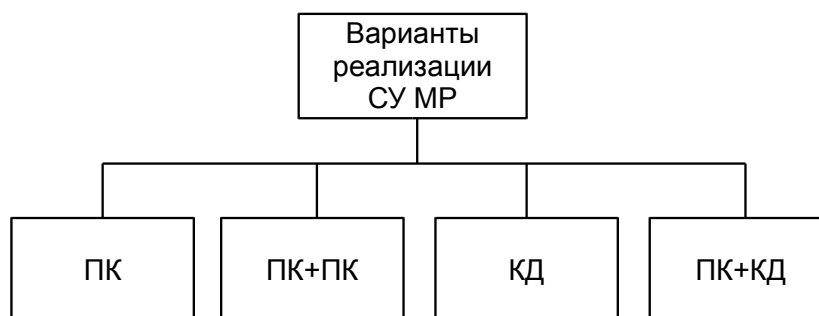 Варианты
реализации
СУ МР
ПК
ПК+ПК
КД
ПК+КД